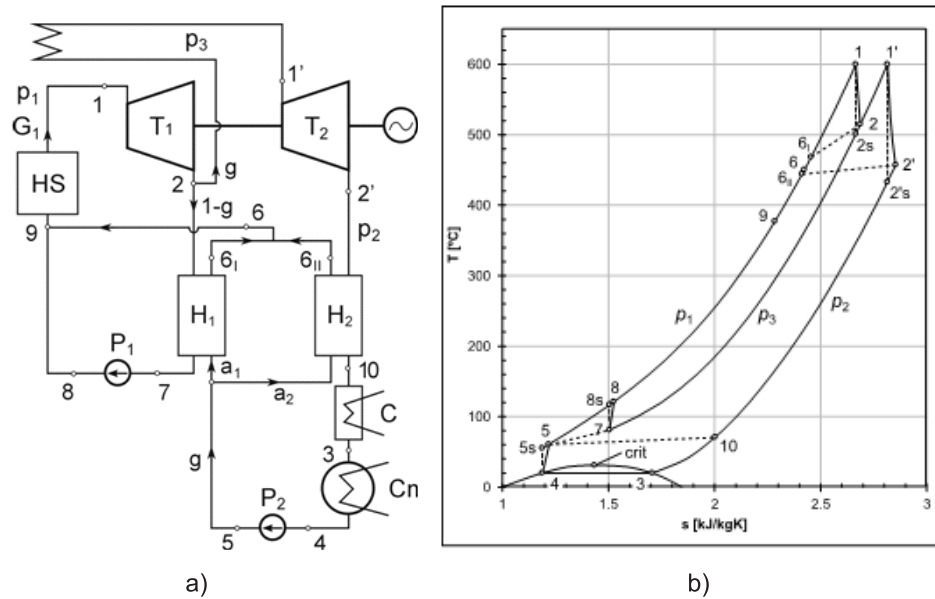 p3
p1
1
1'
G1
T1
T2
HS
2
g
2'
1-g
6
9
p2
6I
6II
H1
H2
P1
a1
10
8
7
a2
C
g
3
P2
Cn
5
4
a)
T [ºC]
600
500
400
300
200
100
0
1
1'
2
2s
6I
6
6II
2'
2's
9
p1
p3
p2
8s
8
7
5s
5
10
crit
4
3
1
1.5
2
2.5
3
s [kJ/kgK]
b)